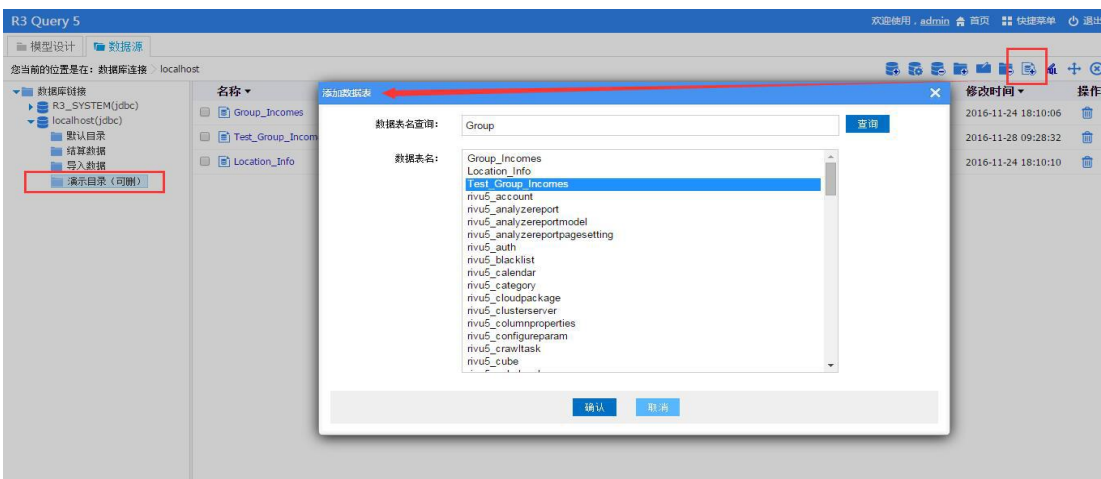 R3 Query 5
欢迎使用，admin 首页 快捷菜单 退出
模型设计 数据源
您当前的位置是在：数据库连接 localhost
数据库链接
R3_SYSTEM(jdbc)
localhost(jdbc)
默认目录
结算数据
导入数据
演示目录（可删）
名称
修改时间
操作
Group_Incomes
2016-11-24 18:10:06
Test_Group_Incom
2016-11-28 09:28:32
Location_Info
2016-11-24 18:10:10
添加数据表
数据表名查询：
Group
查询
数据表名：
Group_Incomes
Location_Info
Test_Group_Incomes
rivu5_account
rivu5_analyzereport
rivu5_analyzereportmodel
rivu5_analyzereportpagesetting
rivu5_auth
rivu5_blacklist
rivu5_calendar
rivu5_category
rivu5_cloudpackage
rivu5_clusterserver
rivu5_columnproperties
rivu5_configureparam
rivu5_crawltask
rivu5_cube
确认
取消